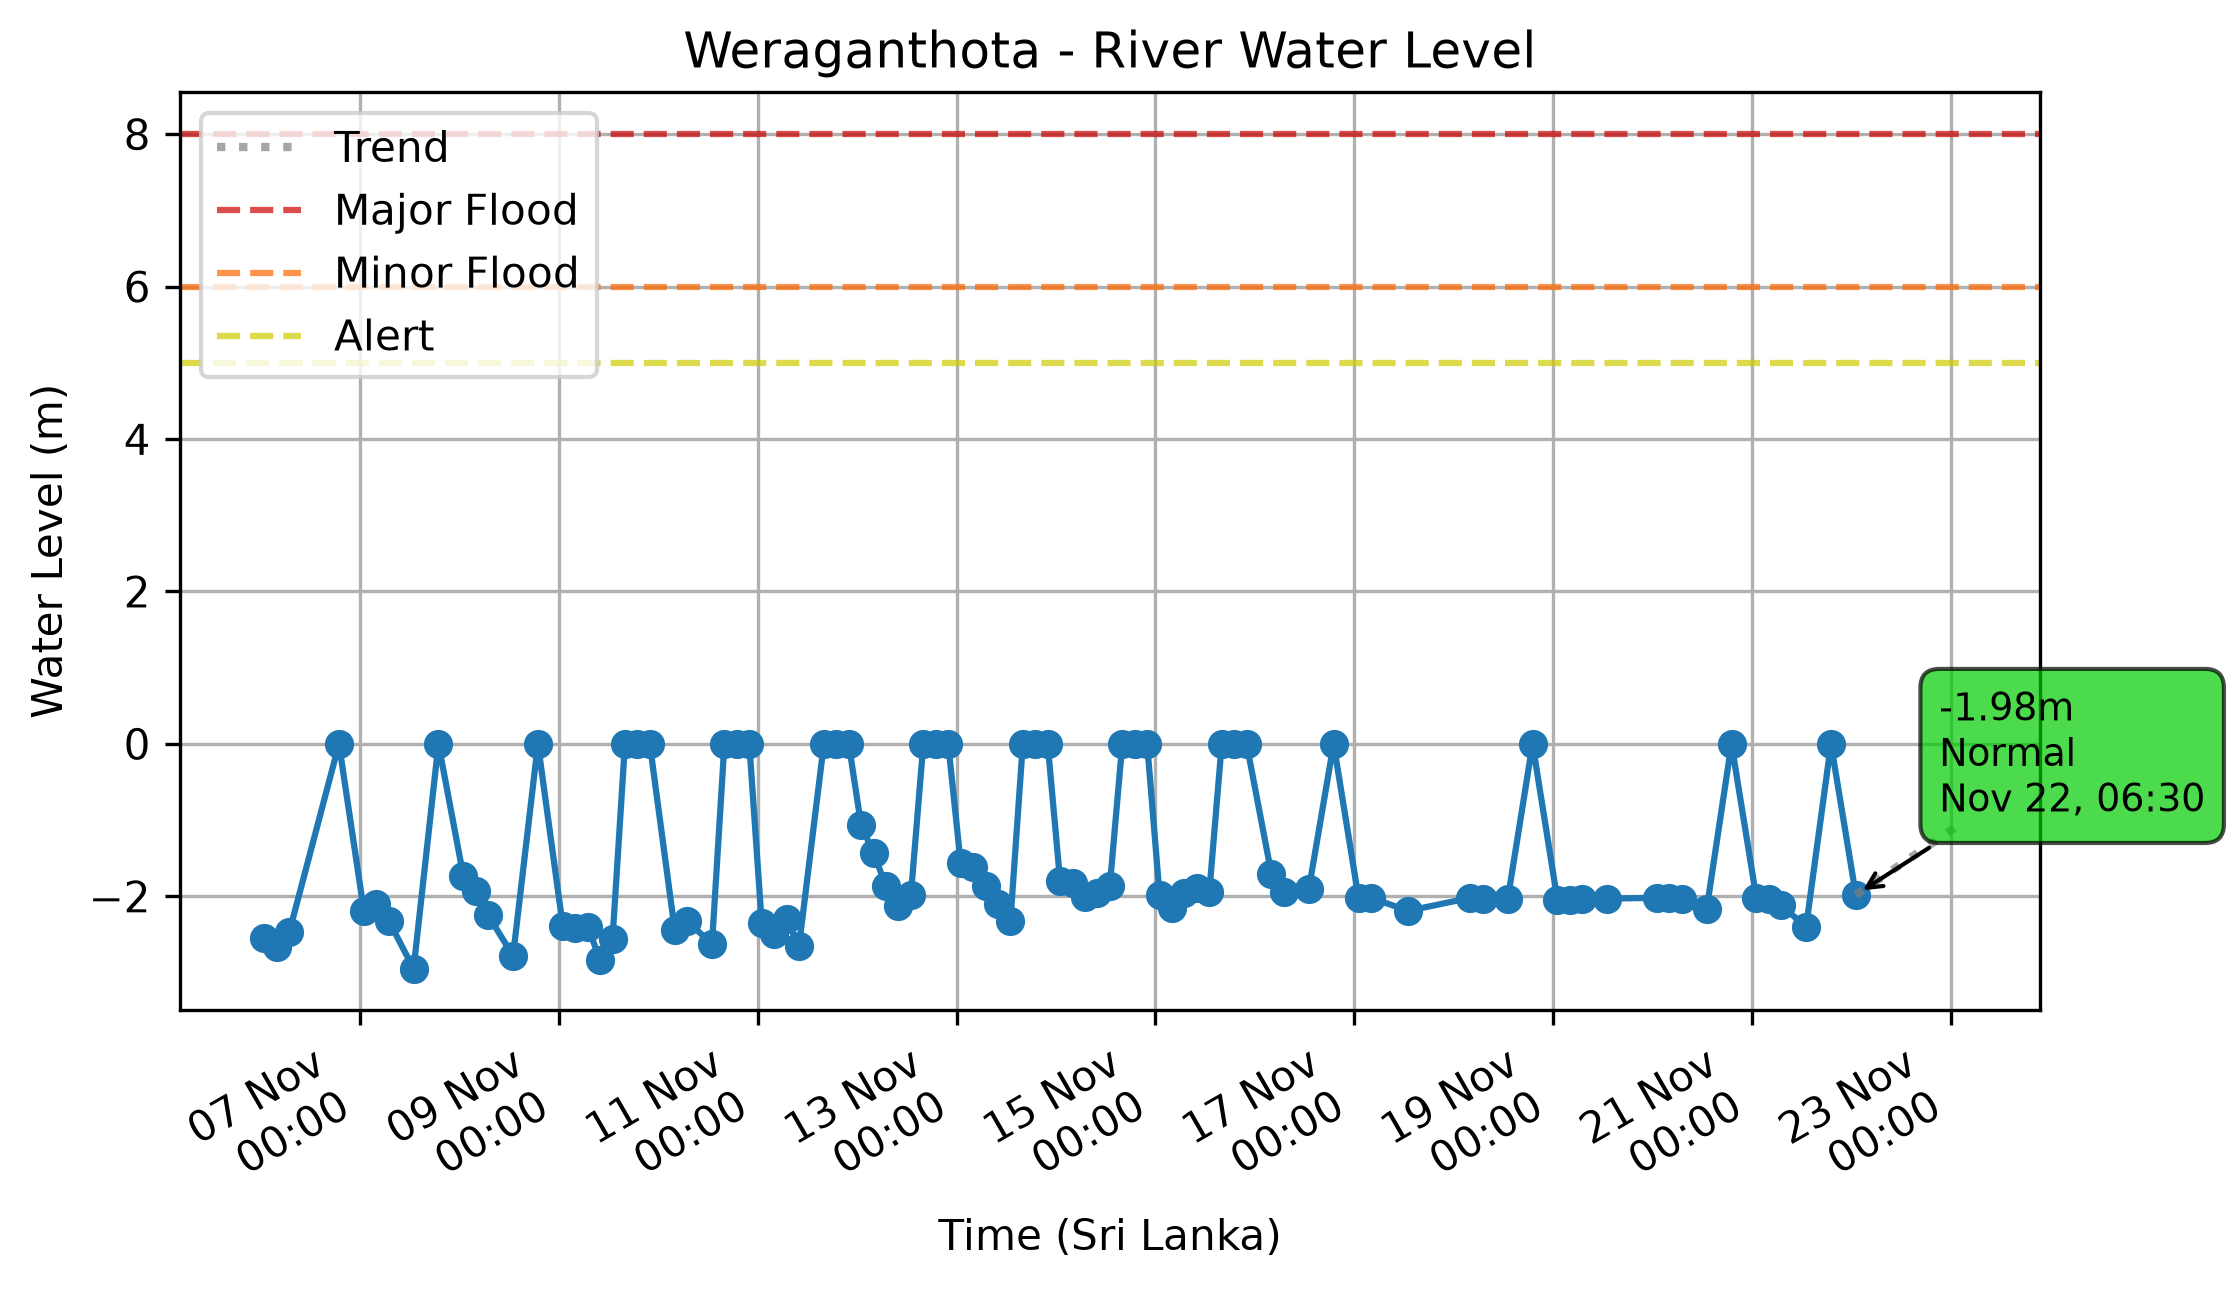 Weraganthota - River Water Level
Trend
Major Flood
Minor Flood
Alert
8
6
4
2
0
−2
Water Level (m)
-1.98m
Normal
Nov 22, 06:30
07 Nov
00:00
09 Nov
00:00
11 Nov
00:00
13 Nov
00:00
15 Nov
00:00
17 Nov
00:00
19 Nov
00:00
21 Nov
00:00
23 Nov
00:00
Time (Sri Lanka)